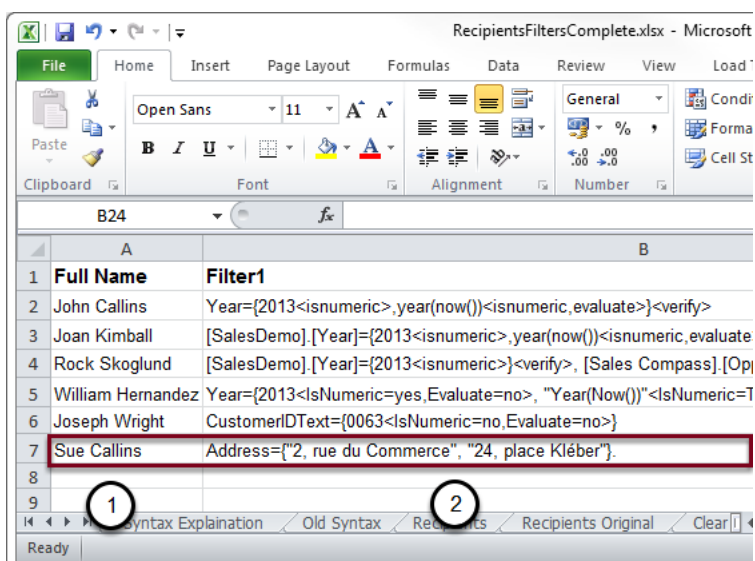 RecipientsFiltersComplete.xlsx - Microsoft
File Home Insert Page Layout Formulas Data Review View Load
Open Sans 11 A A General Condi
Paste B I U A % , Forma
.0 .00 .00 .0 Cell St
Clipboard Font Alignment Number
B24 fx
A B
1 Full Name Filter1
2 John Callins Year={2013<isnumeric>,year(now())<isnumeric,evaluate>}<verify>
3 Joan Kimball [SalesDemo].[Year]={2013<isnumeric>,year(now())<isnumeric,evaluate
4 Rock Skoglund [SalesDemo].[Year]={2013<isnumeric>}<verify>, [Sales Compass].[Opp
5 William Hernandez Year={2013<IsNumeric=yes,Evaluate=no>, "Year(Now())"<IsNumeric=T
6 Joseph Wright CustomerIDText={0063<IsNumeric=no,Evaluate=no>}
7 Sue Callins Address={"2, rue du Commerce", "24, place Kléber"}.
8
9
1 2
Syntax Explaination Old Syntax Recipients Recipients Original Clear
Ready